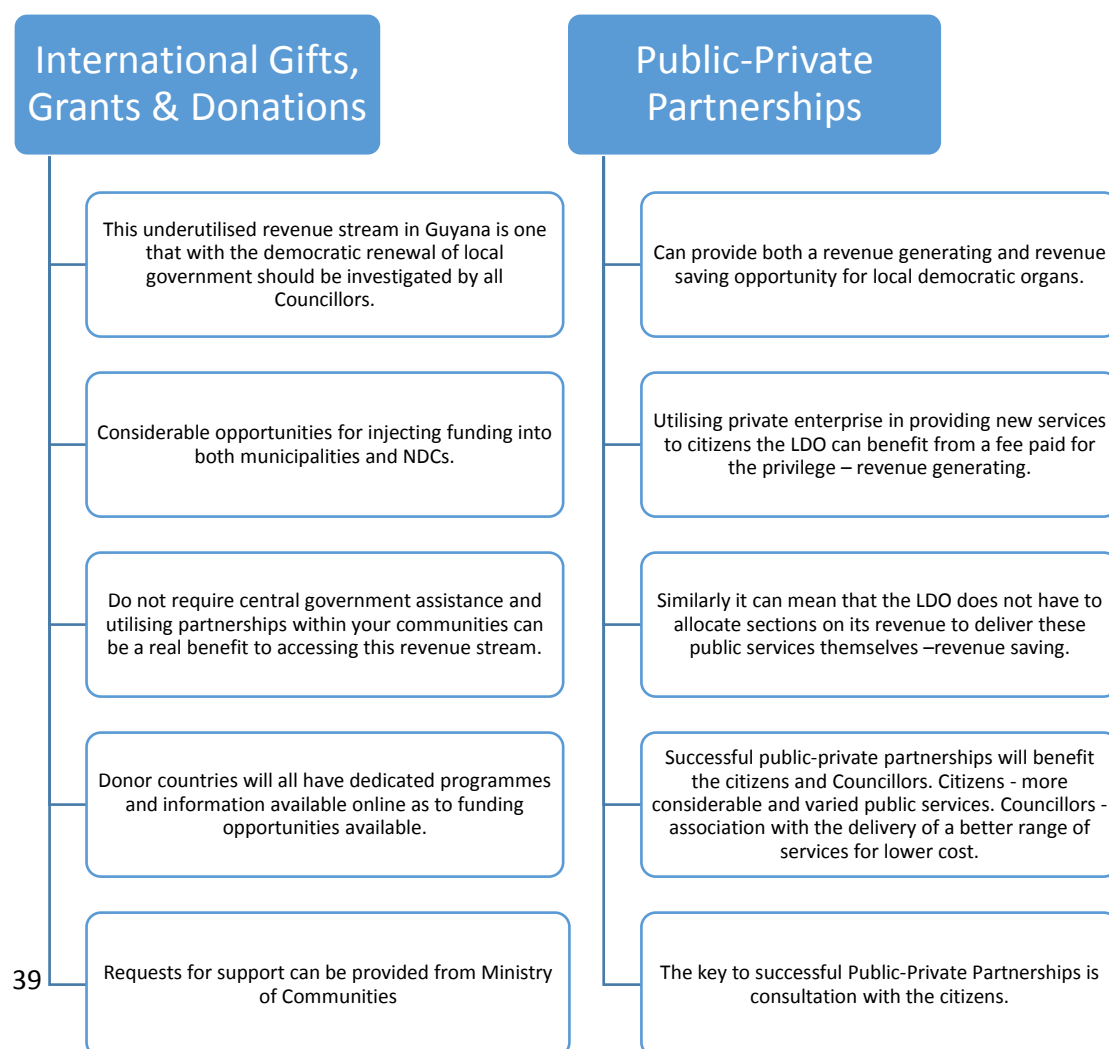 International Gifts,
Grants & Donations
This underutilised revenue stream in Guyana is one
that with the democratic renewal of local
government should be investigated by all
Councillors.
Considerable opportunities for injecting funding into
both municipalities and NDCs.
Do not require central government assistance and
utilising partnerships within your communities can
be a real benefit to accessing this revenue stream.
Donor countries will all have dedicated programmes
and information available online as to funding
opportunities available.
Requests for support can be provided from Ministry
of Communities
Public-Private
Partnerships
Can provide both a revenue generating and revenue
saving opportunity for local democratic organs.
Utilising private enterprise in providing new services
to citizens the LDO can benefit from a fee paid for
the privilege – revenue generating.
Similarly it can mean that the LDO does not have to
allocate sections on its revenue to deliver these
public services themselves –revenue saving.
Successful public-private partnerships will benefit
the citizens and Councillors. Citizens - more
considerable and varied public services. Councillors -
association with the delivery of a better range of
services for lower cost.
The key to successful Public-Private Partnerships is
consultation with the citizens.
39